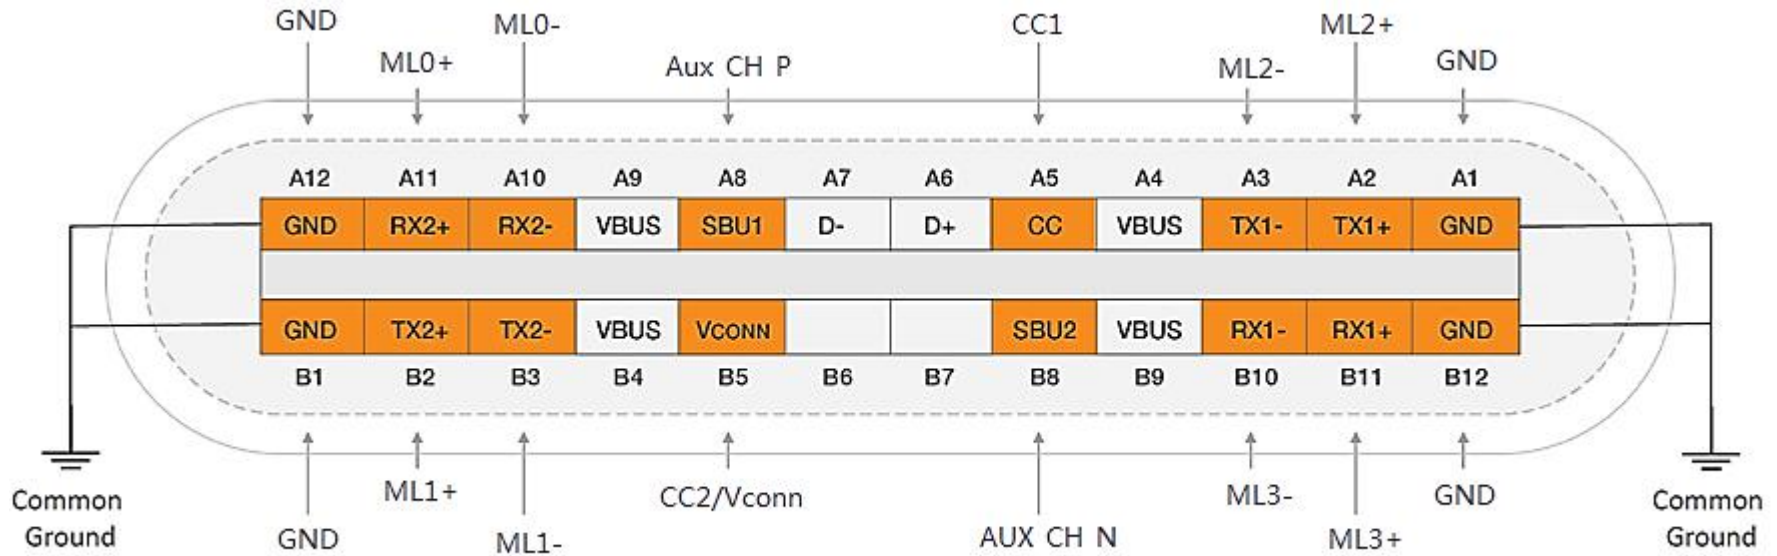 GND ML0- CC1 ML2+
ML0+ Aux CH P ML2- GND
A12 A11 A10 A9 A8 A7 A6 A5 A4 A3 A2 A1
GND RX2+ RX2- VBUS SBU1 D- D+ CC VBUS TX1- TX1+ GND
GND TX2+ TX2- VBUS VCONN SBU2 VBUS RX1- RX1+ GND
B1 B2 B3 B4 B5 B6 B7 B8 B9 B10 B11 B12
ML1+ CC2/Vconn ML3- GND
GND ML1- AUX CH N ML3+
Common
Ground
Common
Ground